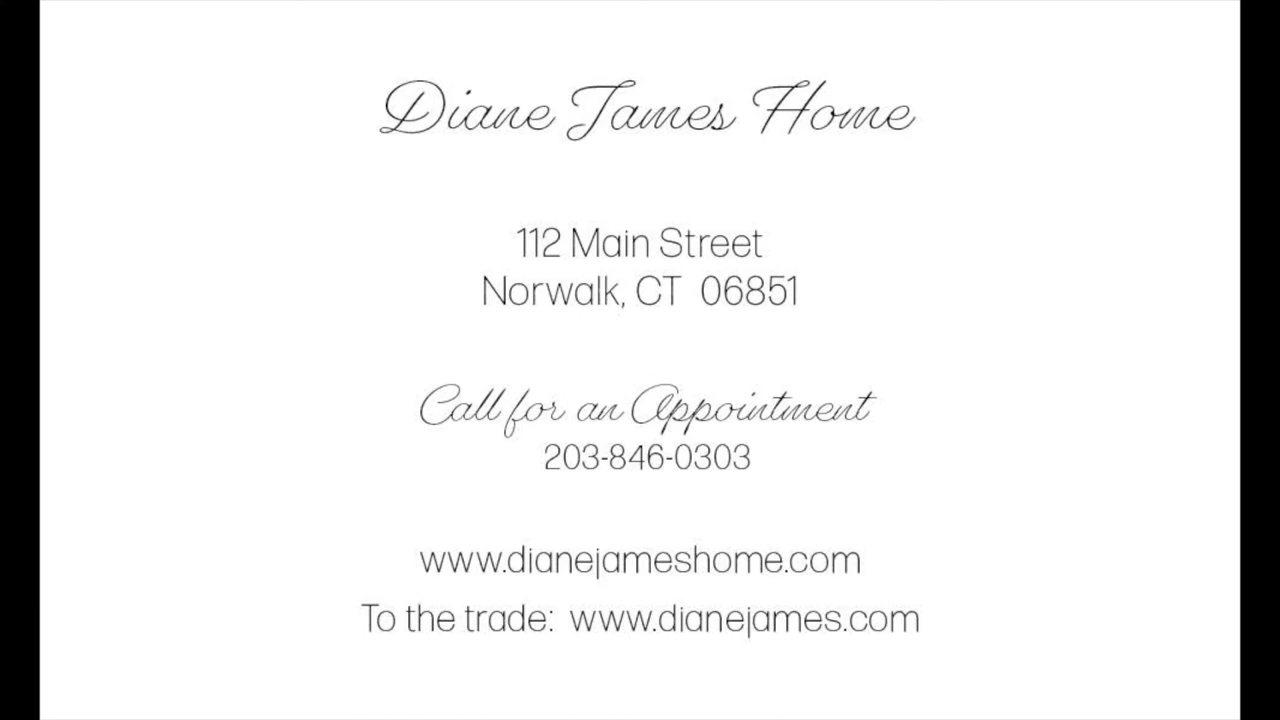 Diane James Home
112 Main Street
Norwalk, CT  06851
Call for an Appointment
203-846-0303
www.dianejameshome.com
To the trade:  www.dianejames.com